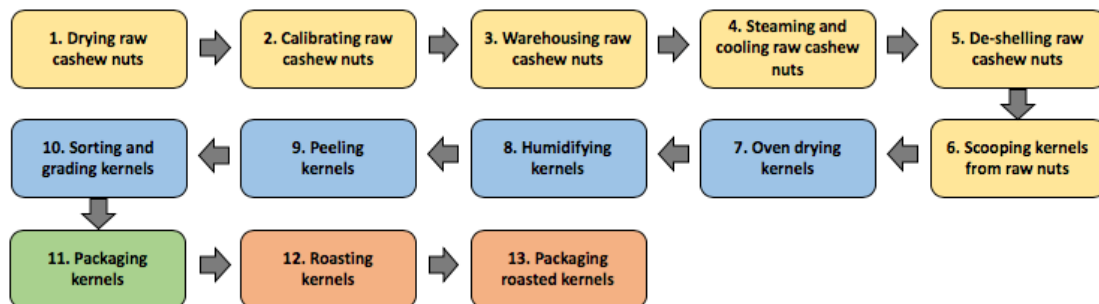 1. Drying raw
cashew nuts
2. Calibrating raw
cashew nuts
3. Warehousing raw
cashew nuts
4. Steaming and
cooling raw cashew
nuts
5. De-shelling raw
cashew nuts
6. Scooping kernels
from raw nuts
7. Oven drying
kernels
8. Humidifying
kernels
9. Peeling
kernels
10. Sorting and
grading kernels
11. Packaging
kernels
12. Roasting
kernels
13. Packaging
roasted kernels